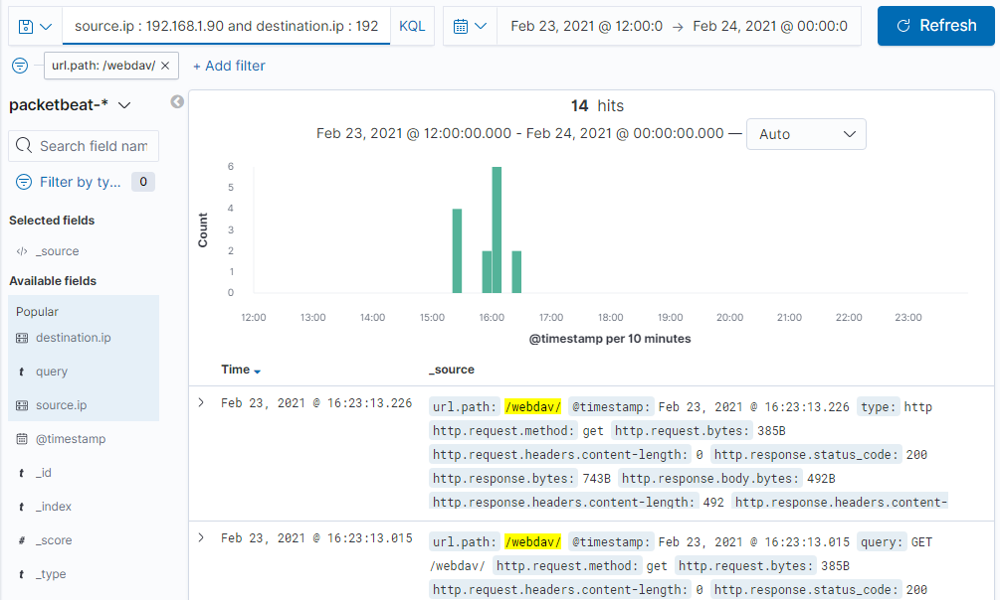 source.ip : 192.168.1.90 and destination.ip : 192 KQL Feb 23, 2021 @ 12:00:0 → Feb 24, 2021 @ 00:00:0 Refresh
url.path: /webdav/ × + Add filter
packetbeat-*
Search field nam
Filter by ty... 0
Selected fields
</> _source
Available fields
Popular
destination.ip
t query
source.ip
@timestamp
t _id
t _index
# _score
t _type
14 hits
Feb 23, 2021 @ 12:00:00.000 - Feb 24, 2021 @ 00:00:00.000 — Auto
Count
6
5
4
3
2
1
0
12:00 13:00 14:00 15:00 16:00 17:00 18:00 19:00 20:00 21:00 22:00 23:00
@timestamp per 10 minutes
Time _source
> Feb 23, 2021 @ 16:23:13.226 url.path: /webdav/ @timestamp: Feb 23, 2021 @ 16:23:13.226 type: http
http.request.method: get http.request.bytes: 385B
http.request.headers.content-length: 0 http.response.status_code: 200
http.response.bytes: 743B http.response.body.bytes: 492B
http.response.headers.content-length: 492 http.response.headers.content-
> Feb 23, 2021 @ 16:23:13.015 url.path: /webdav/ @timestamp: Feb 23, 2021 @ 16:23:13.015 query: GET
/webdav/ http.request.method: get http.request.bytes: 385B
http.request.headers.content-length: 0 http.response.status_code: 200